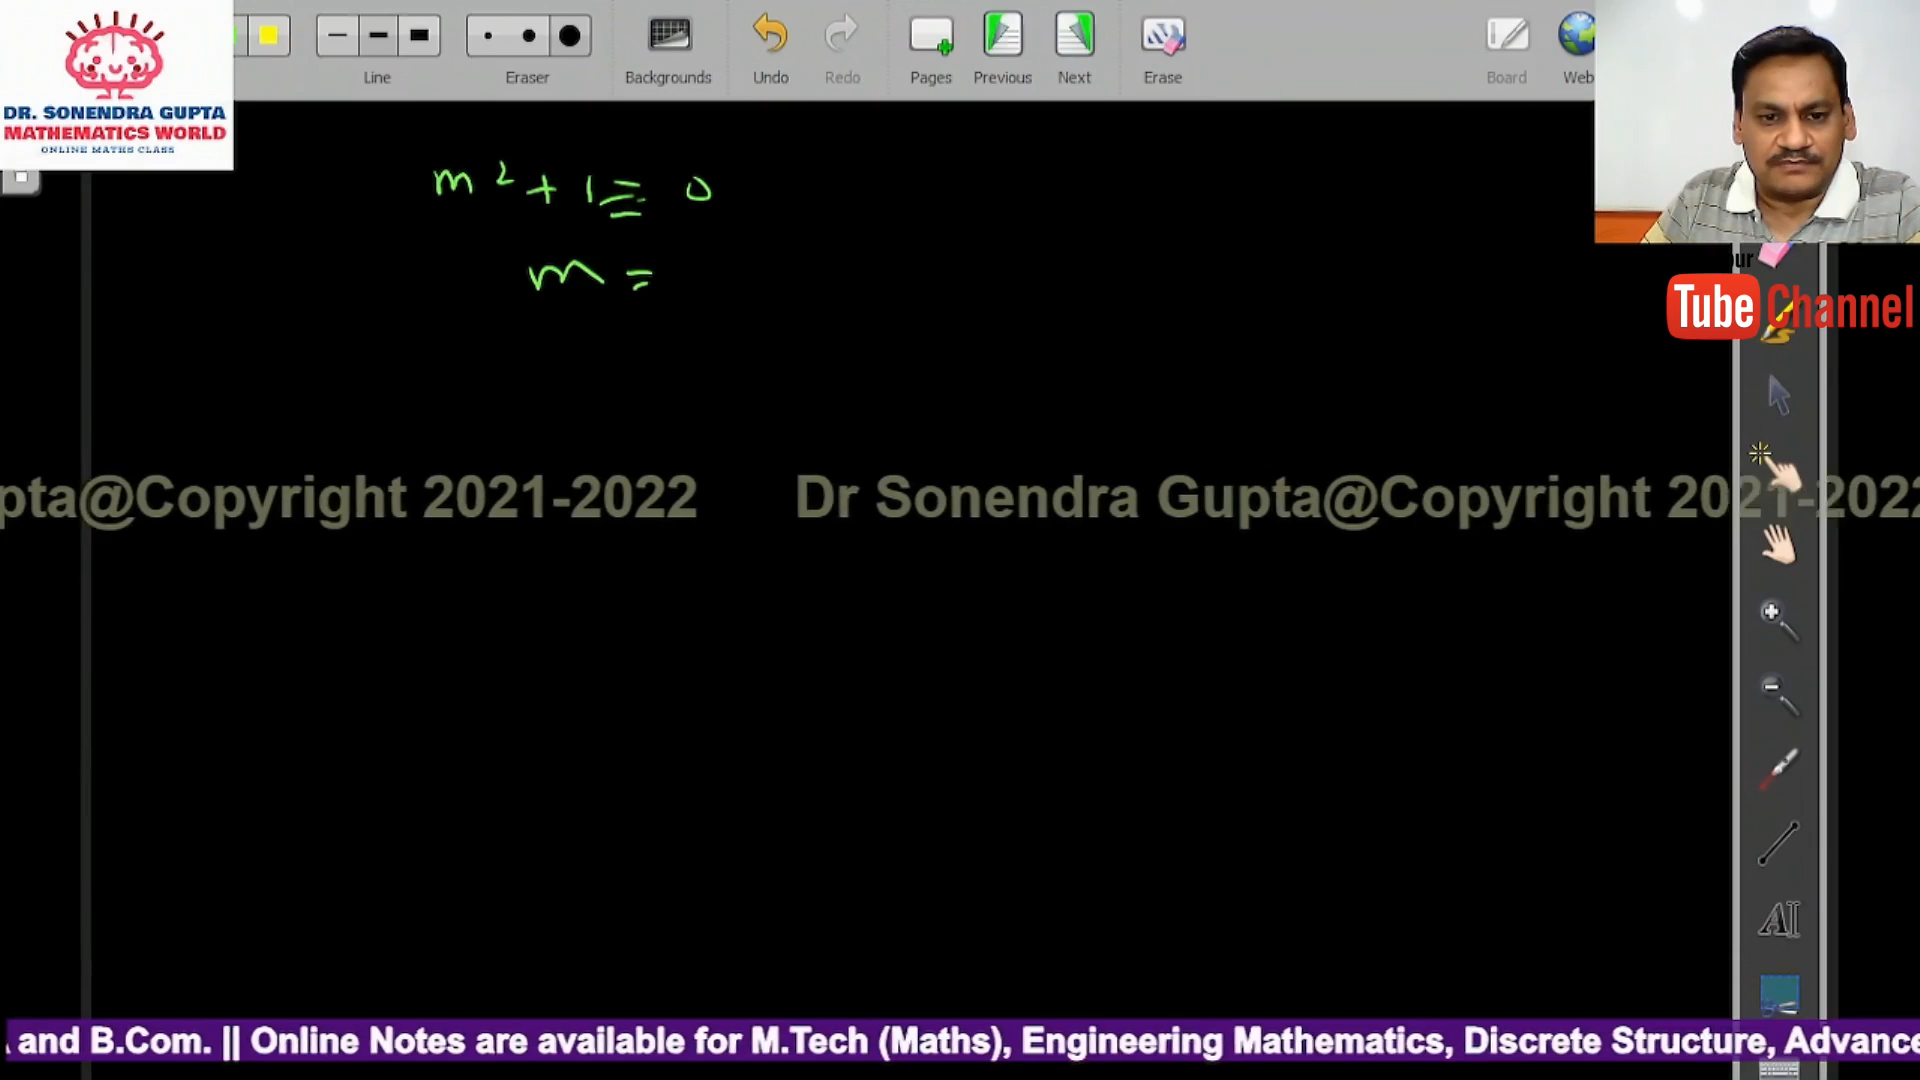 DR. SONENDRA GUPTA
MATHEMATICS WORLD
ONLINE MATHS CLASS
Line
Eraser
Backgrounds
Undo
Redo
Pages
Previous
Next
Erase
Board
Web
m² + 1 = 0
m =
ur
Tube Channel
pta@Copyright 2021-2022 Dr Sonendra Gupta@Copyright 2021-2022
AI
and B.Com. || Online Notes are available for M.Tech (Maths), Engineering Mathematics, Discrete Structure, Advance